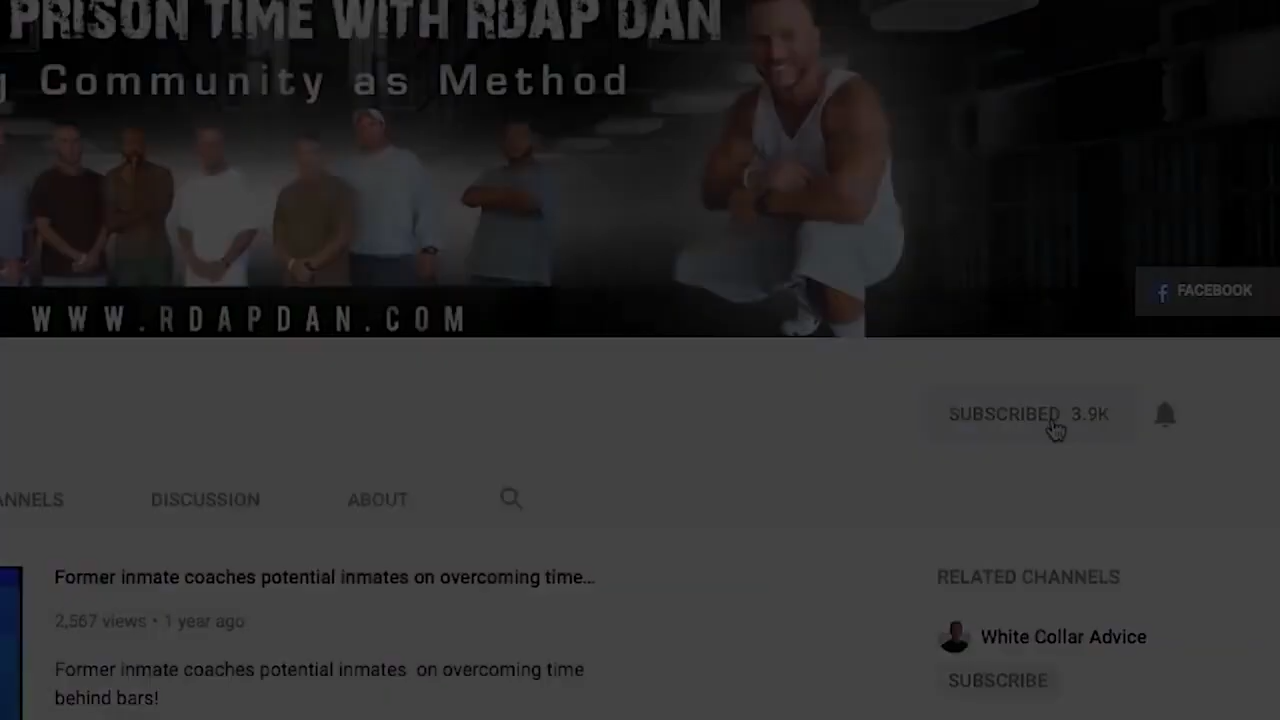 PRISON TIME WITH RDAP DAN
Community as Method
WWW.RDAPDAN.COM
FACEBOOK
SUBSCRIBED 3.9K
ANNELS DISCUSSION ABOUT
Former inmate coaches potential inmates on overcoming time...
2,567 views • 1 year ago
Former inmate coaches potential inmates on overcoming time
behind bars!
RELATED CHANNELS
White Collar Advice
SUBSCRIBE